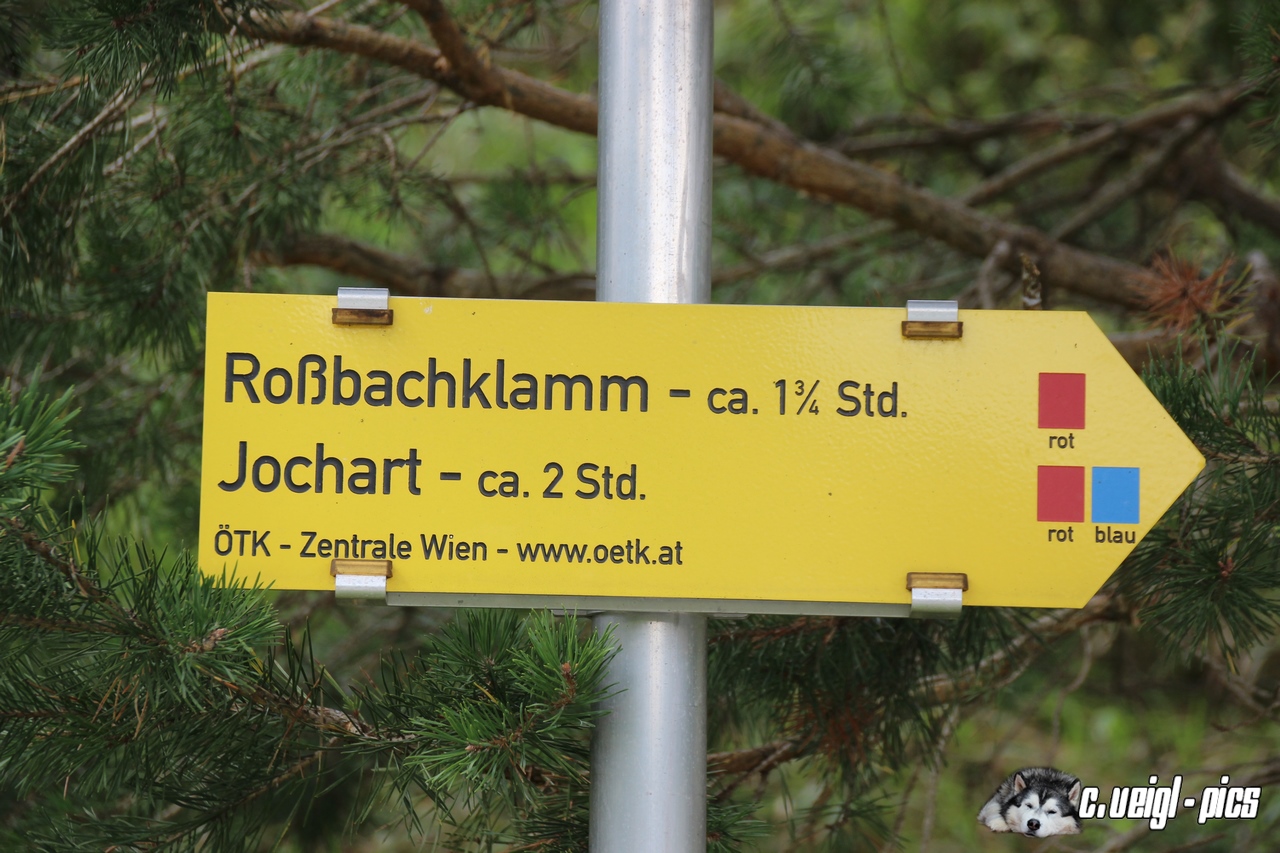 Roßbachklamm - ca. 1¾ Std.
rot
Jochart - ca. 2 Std.
rot blau
ÖTK - Zentrale Wien - www.oetk.at
c.veigl - pics